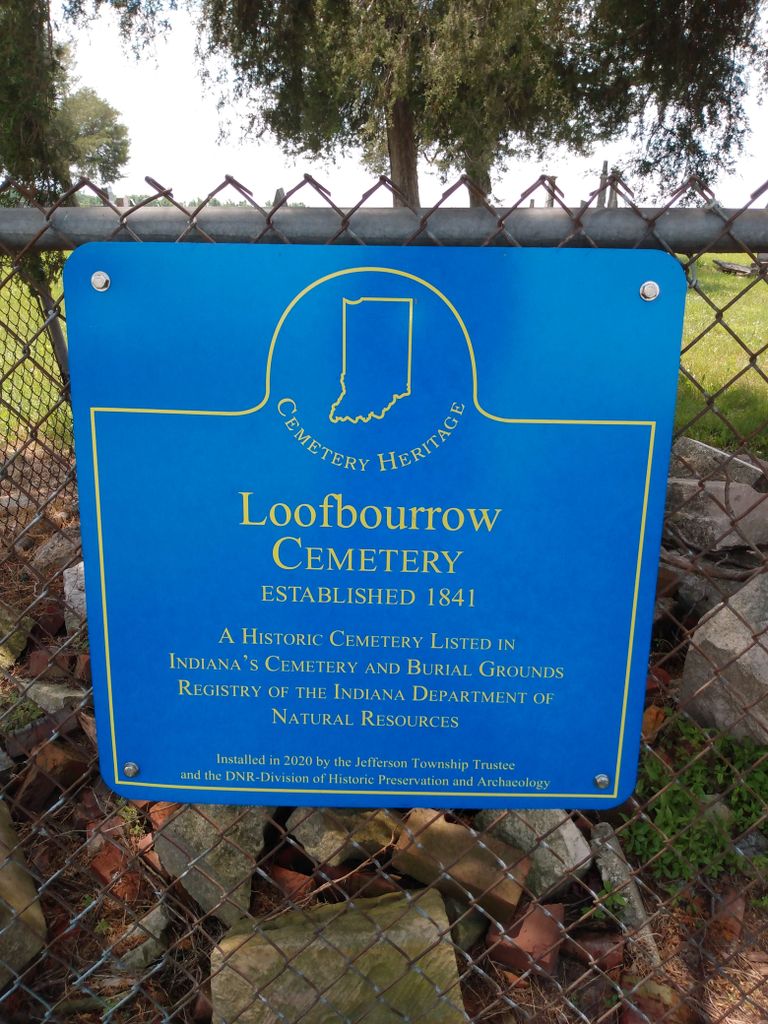 CEMETERY HERITAGE
Loofbourrow
CEMETERY
ESTABLISHED 1841
A HISTORIC CEMETERY LISTED IN
INDIANA'S CEMETERY AND BURIAL GROUNDS
REGISTRY OF THE INDIANA DEPARTMENT OF
NATURAL RESOURCES
Installed in 2020 by the Jefferson Township Trustee
and the DNR-Division of Historic Preservation and Archaeology